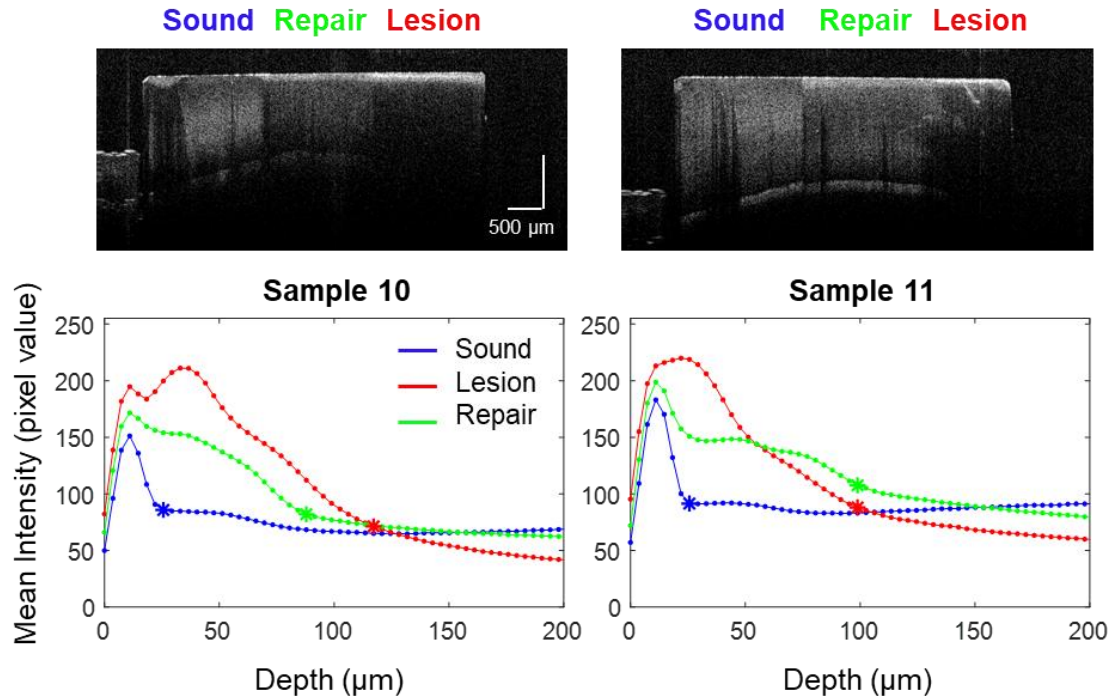 Sound Repair Lesion
Sound Repair Lesion
500 µm
Sample 10
Sample 11
Mean Intensity (pixel value)
250
200
150
100
50
0
Sound
Lesion
Repair
250
200
150
100
50
0
0 50 100 150 200
0 50 100 150 200
Depth (µm)
Depth (µm)